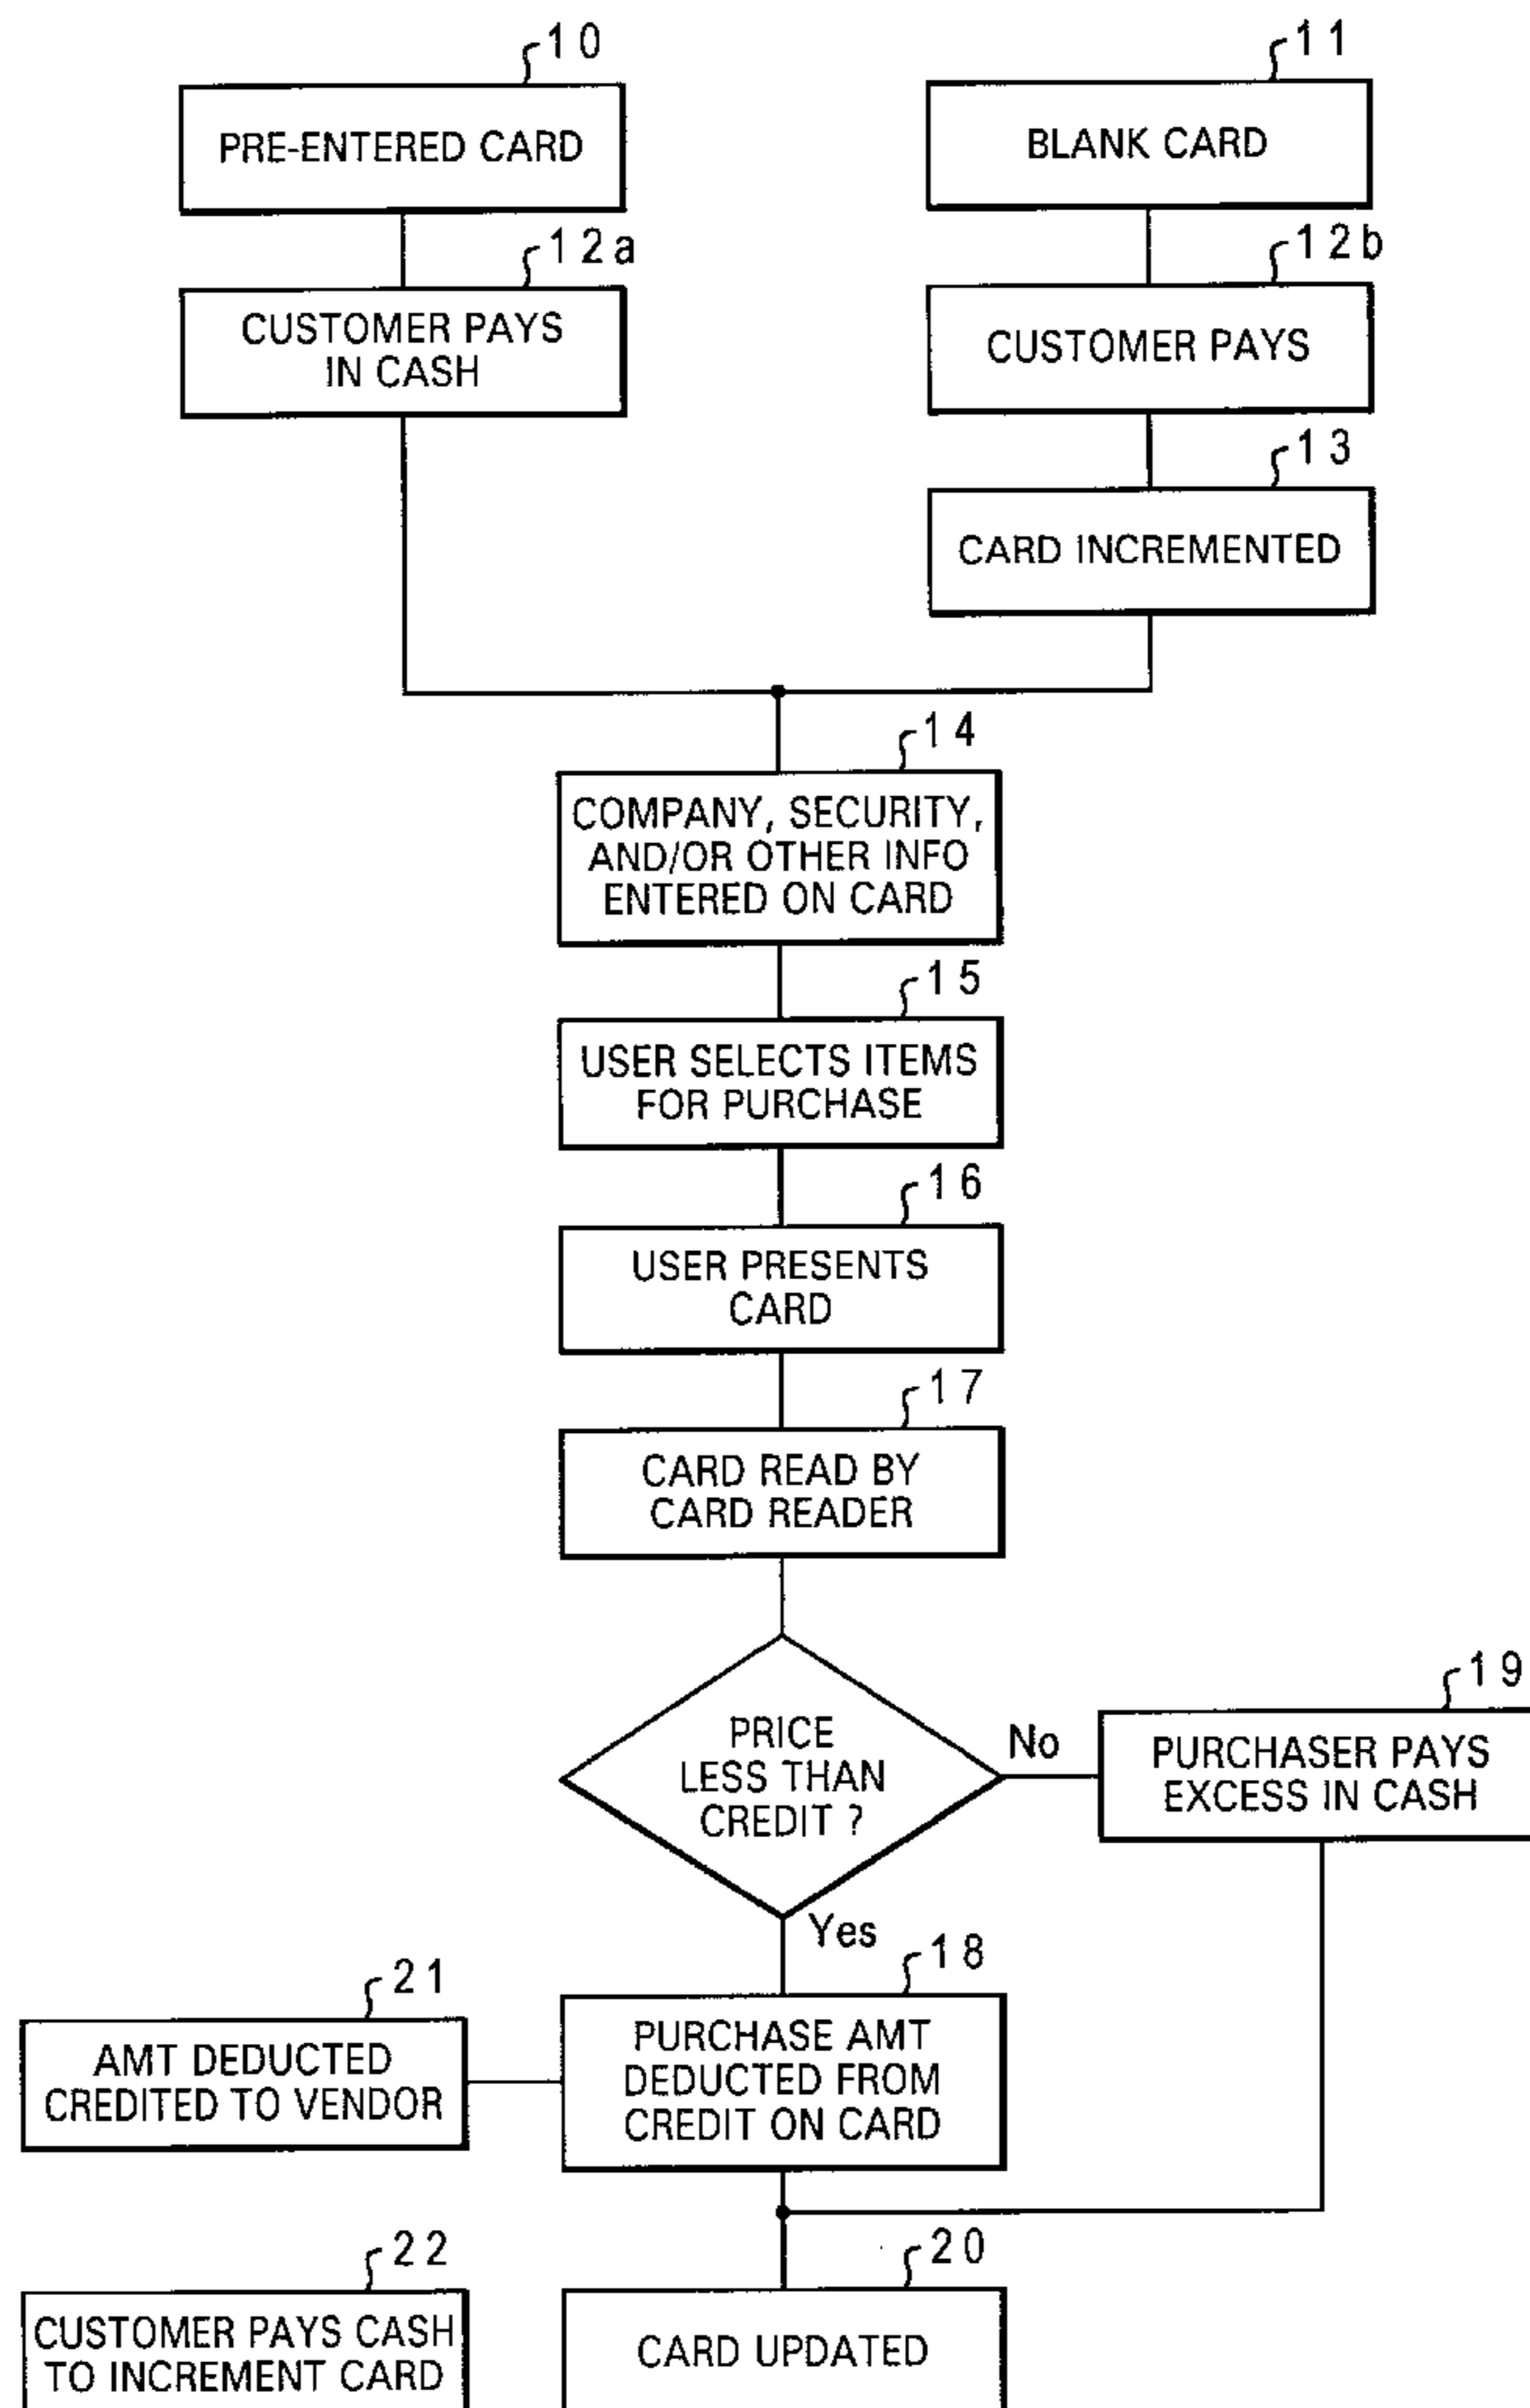 10
PRE-ENTERED CARD
11
BLANK CARD
12a
CUSTOMER PAYS
IN CASH
12b
CUSTOMER PAYS
13
CARD INCREMENTED
14
COMPANY, SECURITY,
AND/OR OTHER INFO
ENTERED ON CARD
15
USER SELECTS ITEMS
FOR PURCHASE
16
USER PRESENTS
CARD
17
CARD READ BY
CARD READER
PRICE
LESS THAN
CREDIT ?
No
19
PURCHASER PAYS
EXCESS IN CASH
Yes
18
PURCHASE AMT
DEDUCTED FROM
CREDIT ON CARD
21
AMT DEDUCTED
CREDITED TO VENDOR
22
CUSTOMER PAYS CASH
TO INCREMENT CARD
20
CARD UPDATED